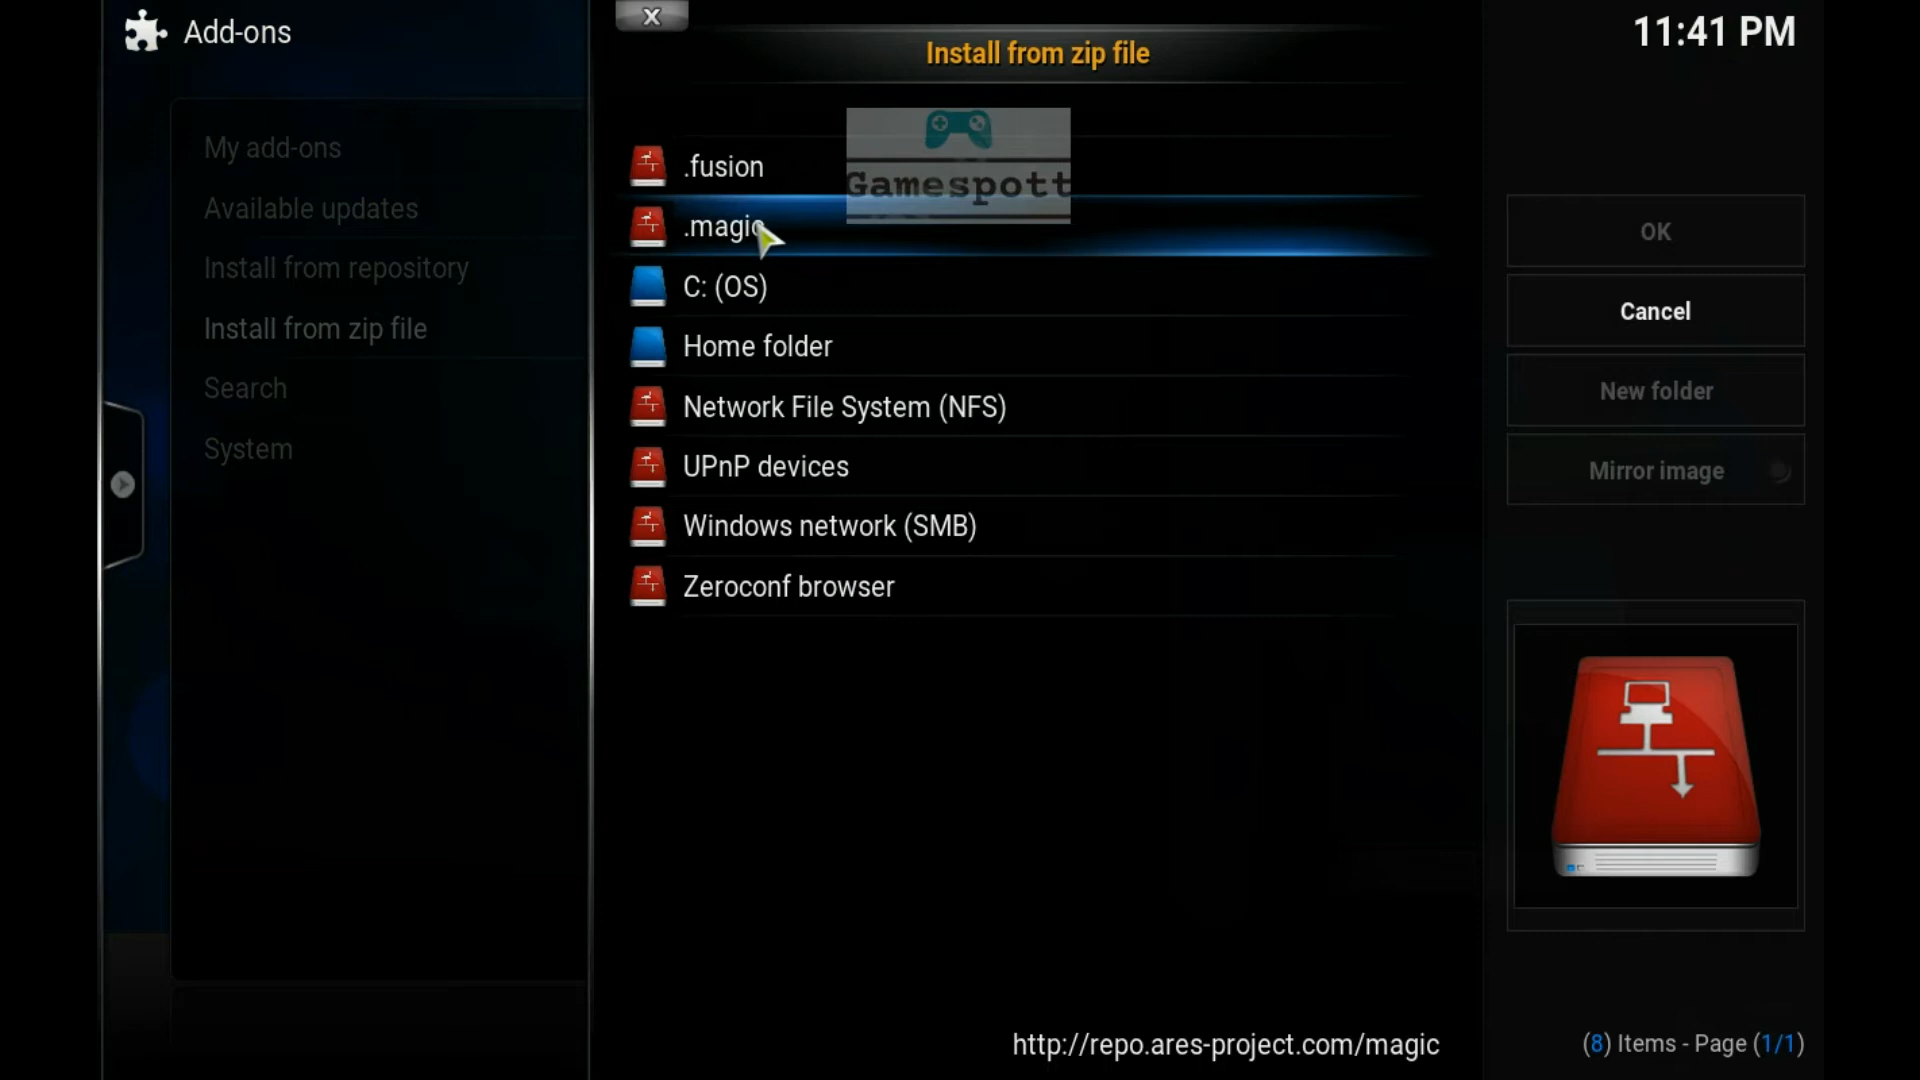 Add-ons
X
Install from zip file
11:41 PM
My add-ons
Available updates
Install from repository
Install from zip file
Search
System
Gamespott
.fusion
.magic
C: (OS)
Home folder
Network File System (NFS)
UPnP devices
Windows network (SMB)
Zeroconf browser
OK
Cancel
New folder
Mirror image
http://repo.ares-project.com/magic
(8) Items - Page (1/1)